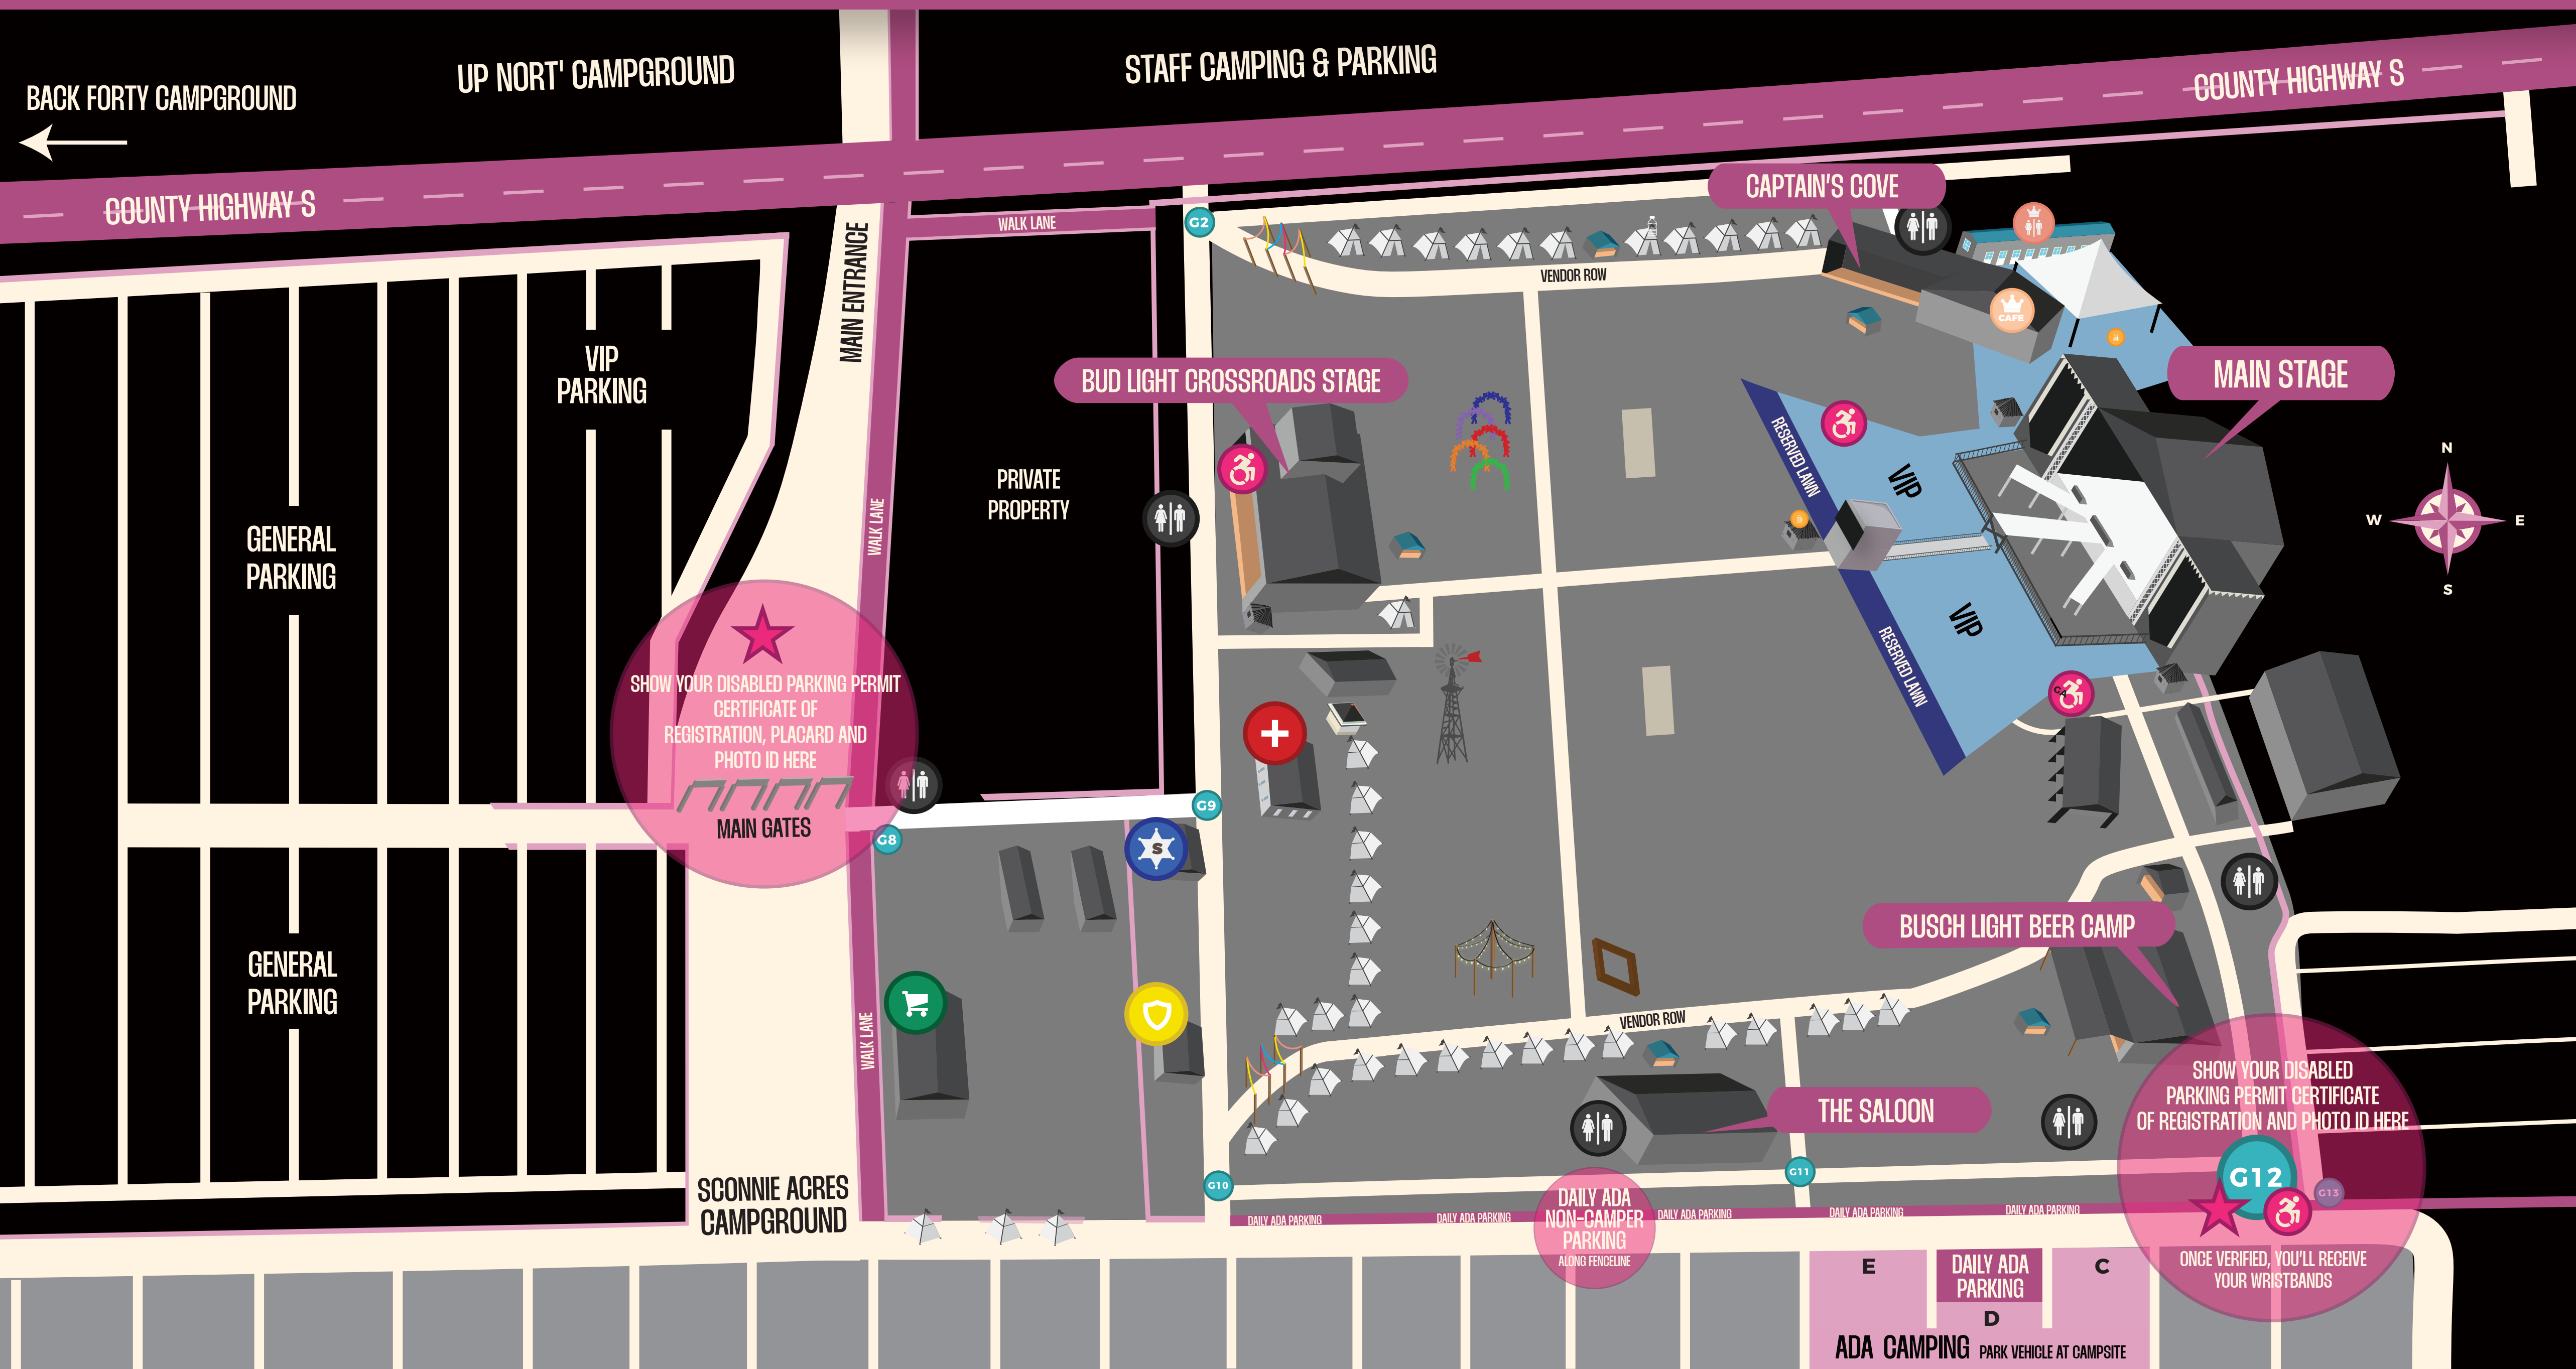 UP NORT' CAMPGROUND
STAFF CAMPING & PARKING
BACK FORTY CAMPGROUND
COUNTY HIGHWAY S
COUNTY HIGHWAY S
CAPTAIN'S COVE
WALK LANE
G2
MAIN ENTRANCE
VENDOR ROW
CAFE
VIP
PARKING
BUD LIGHT CROSSROADS STAGE
MAIN STAGE
RESERVED LAWN
VIP
N
W
E
S
PRIVATE
PROPERTY
WALK LANE
GENERAL
PARKING
VIP
RESERVED LAWN
SHOW YOUR DISABLED PARKING PERMIT
CERTIFICATE OF
REGISTRATION, PLACARD AND
PHOTO ID HERE
MAIN GATES
GA
G9
G8
S
BUSCH LIGHT BEER CAMP
GENERAL
PARKING
WALK LANE
VENDOR ROW
SHOW YOUR DISABLED
PARKING PERMIT CERTIFICATE
OF REGISTRATION AND PHOTO ID HERE
THE SALOON
G10
G11
G12
G13
SCONNIE ACRES
CAMPGROUND
DAILY ADA PARKING
DAILY ADA PARKING
DAILY ADA
NON-CAMPER
PARKING
ALONG FENCELINE
DAILY ADA PARKING
DAILY ADA PARKING
DAILY ADA PARKING
ONCE VERIFIED, YOU'LL RECEIVE
YOUR WRISTBANDS
E
DAILY ADA
PARKING
C
D
ADA CAMPING PARK VEHICLE AT CAMPSITE